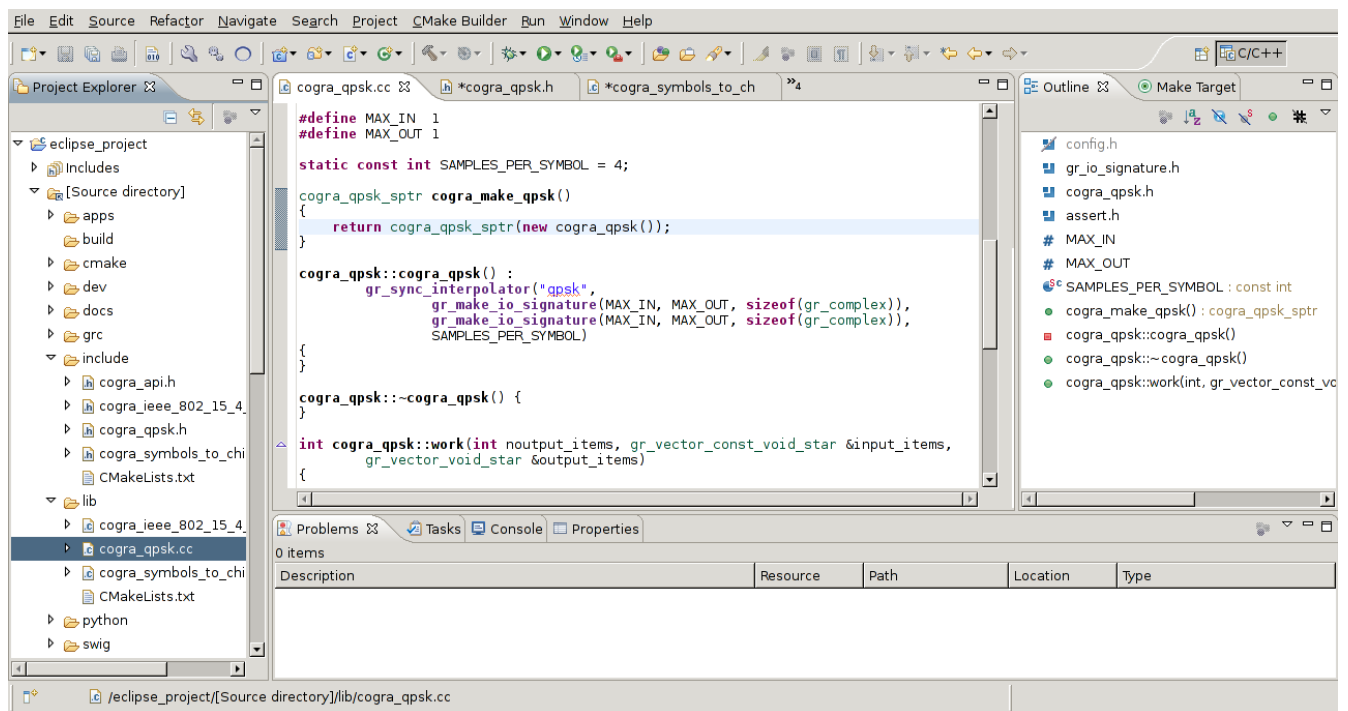 File Edit Source Refactor Navigate Search Project CMake Builder Run Window Help
C/C++
Project Explorer
cogra_qpsk.cc *cogra_qpsk.h *cogra_symbols_to_ch »4
Outline Make Target
eclipse_project
Includes
[Source directory]
apps
build
cmake
dev
docs
grc
include
cogra_api.h
cogra_ieee_802_15_4_
cogra_qpsk.h
cogra_symbols_to_chi
CMakeLists.txt
lib
cogra_ieee_802_15_4_
cogra_qpsk.cc
cogra_symbols_to_chi
CMakeLists.txt
python
swig
#define MAX_IN  1
#define MAX_OUT 1
static const int SAMPLES_PER_SYMBOL = 4;
cogra_qpsk_sptr cogra_make_qpsk()
{
    return cogra_qpsk_sptr(new cogra_qpsk());
}
cogra_qpsk::cogra_qpsk() :
        gr_sync_interpolator("qpsk",
                gr_make_io_signature(MAX_IN, MAX_OUT, sizeof(gr_complex)),
                gr_make_io_signature(MAX_IN, MAX_OUT, sizeof(gr_complex)),
                SAMPLES_PER_SYMBOL)
{
}
cogra_qpsk::~cogra_qpsk() {
}
int cogra_qpsk::work(int noutput_items, gr_vector_const_void_star &input_items,
        gr_vector_void_star &output_items)
{
config.h
gr_io_signature.h
cogra_qpsk.h
assert.h
# MAX_IN
# MAX_OUT
SAMPLES_PER_SYMBOL : const int
cogra_make_qpsk() : cogra_qpsk_sptr
cogra_qpsk::cogra_qpsk()
cogra_qpsk::~cogra_qpsk()
cogra_qpsk::work(int, gr_vector_const_vo
Problems Tasks Console Properties
0 items
Description Resource Path Location Type
/eclipse_project/[Source directory]/lib/cogra_qpsk.cc